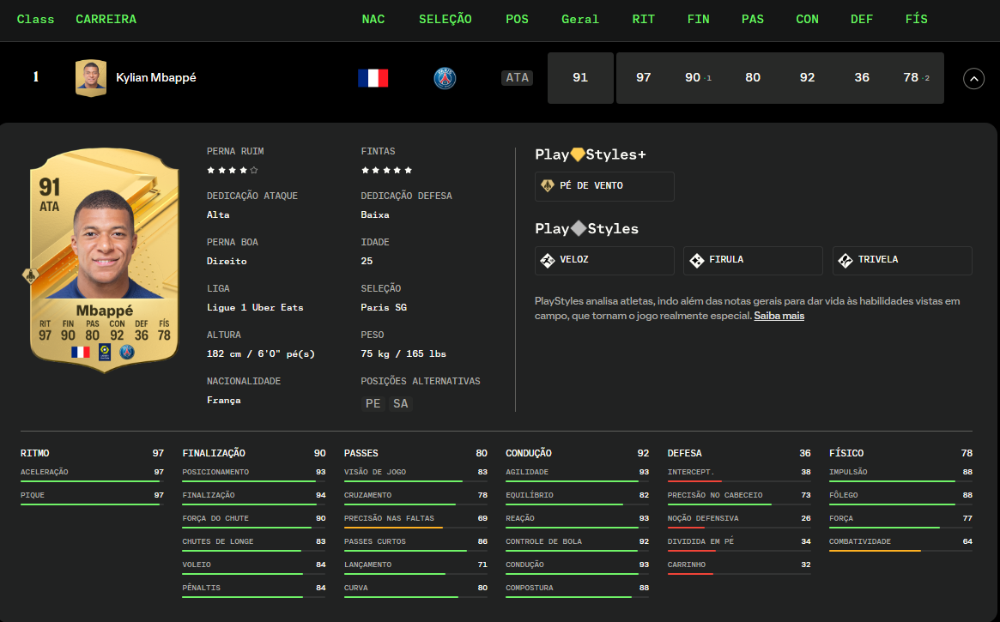 Class CARREIRA NAC SELEÇÃO POS Geral RIT FIN PAS CON DEF FÍS
1 Kylian Mbappé ATA 91 97 90 -1 80 92 36 78 -2
91
ATA
Mbappé
RIT FIN PAS CON DEF FÍS
97 90 80 92 36 78
PERNA RUIM FINTAS
DEDICAÇÃO ATAQUE DEDICAÇÃO DEFESA
Alta Baixa
PERNA BOA IDADE
Direito 25
LIGA SELEÇÃO
Ligue 1 Uber Eats Paris SG
ALTURA PESO
182 cm / 6'0" pé(s) 75 kg / 165 lbs
NACIONALIDADE POSIÇÕES ALTERNATIVAS
França PE SA
Play Styles+
PÉ DE VENTO
Play Styles
VELOZ FIRULA TRIVELA
PlayStyles analisa atletas, indo além das notas gerais para dar vida às habilidades vistas em
campo, que tornam o jogo realmente especial. Saiba mais
RITMO 97 FINALIZAÇÃO 90 PASSES 80 CONDUÇÃO 92 DEFESA 36 FÍSICO 78
ACELERAÇÃO 97 POSICIONAMENTO 93 VISÃO DE JOGO 83 AGILIDADE 93 INTERCEPT. 38 IMPULSÃO 88
PIQUE 97 FINALIZAÇÃO 94 CRUZAMENTO 78 EQUILÍBRIO 82 PRECISÃO NO CABECEIO 73 FÔLEGO 88
FORÇA DO CHUTE 90 PRECISÃO NAS FALTAS 69 REAÇÃO 93 NOÇÃO DEFENSIVA 26 FORÇA 77
CHUTES DE LONGE 83 PASSES CURTOS 86 CONTROLE DE BOLA 92 DIVIDIDA EM PÉ 34 COMBATIVIDADE 64
VOLEIO 84 LANÇAMENTO 71 CONDUÇÃO 93 CARRINHO 32
PÊNALTIS 84 CURVA 80 COMPOSTURA 88